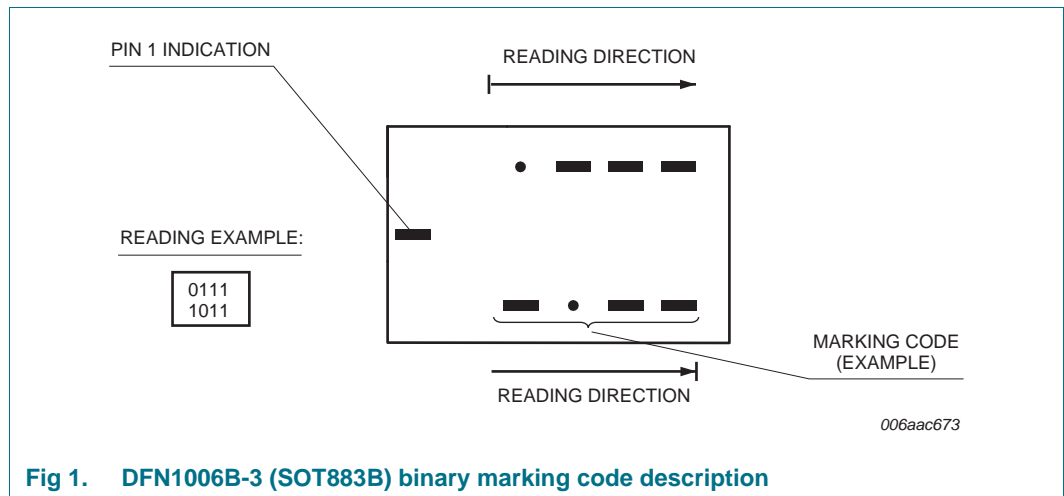 PIN 1 INDICATION
READING DIRECTION
READING EXAMPLE:
0111
1011
MARKING CODE
(EXAMPLE)
READING DIRECTION
006aac673
Fig 1. DFN1006B-3 (SOT883B) binary marking code description